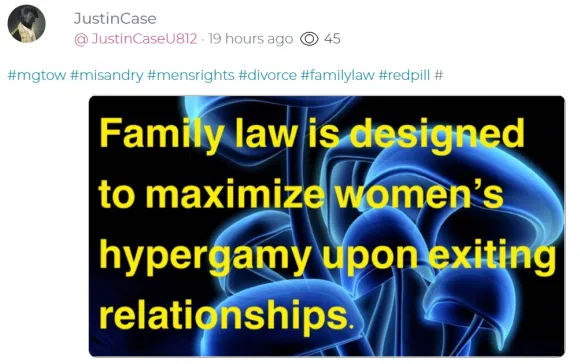 JustinCase
@ JustinCaseU812 · 19 hours ago 45
#mgtow #misandry #mensrights #divorce #familylaw #redpill #
Family law is designed
to maximize women's
hypergamy upon exiting
relationships.